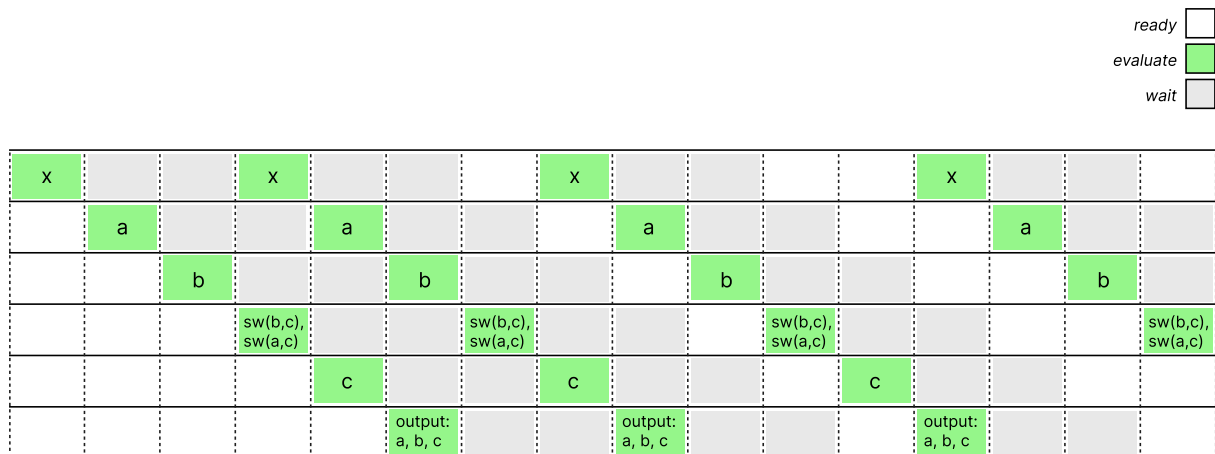 ready
evaluate
wait
x x x x
a a a a
b b b b
sw(b,c), sw(b,c), sw(b,c), sw(b,c),
sw(a,c) sw(a,c) sw(a,c) sw(a,c)
c c c
output: output: output:
a, b, c a, b, c a, b, c